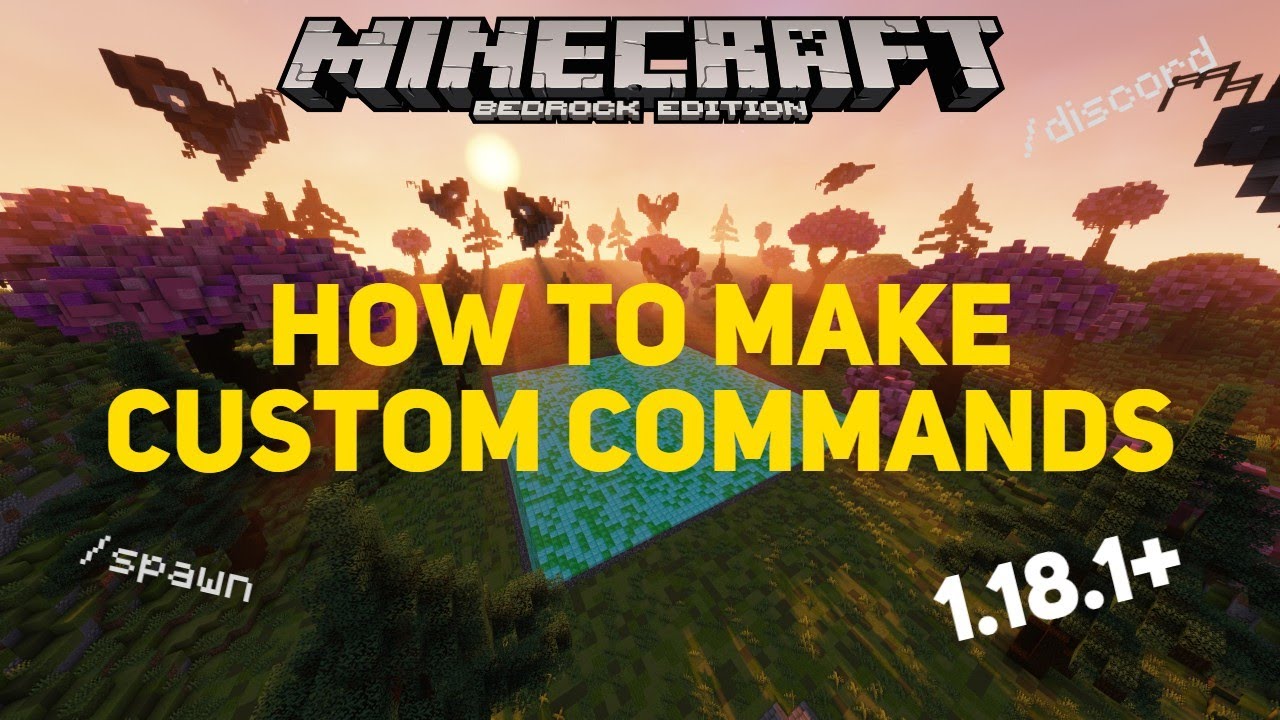 MINECRAFT
BEDROCK EDITION
/discord
HOW TO MAKE
CUSTOM COMMANDS
/spawn
1.18.1+